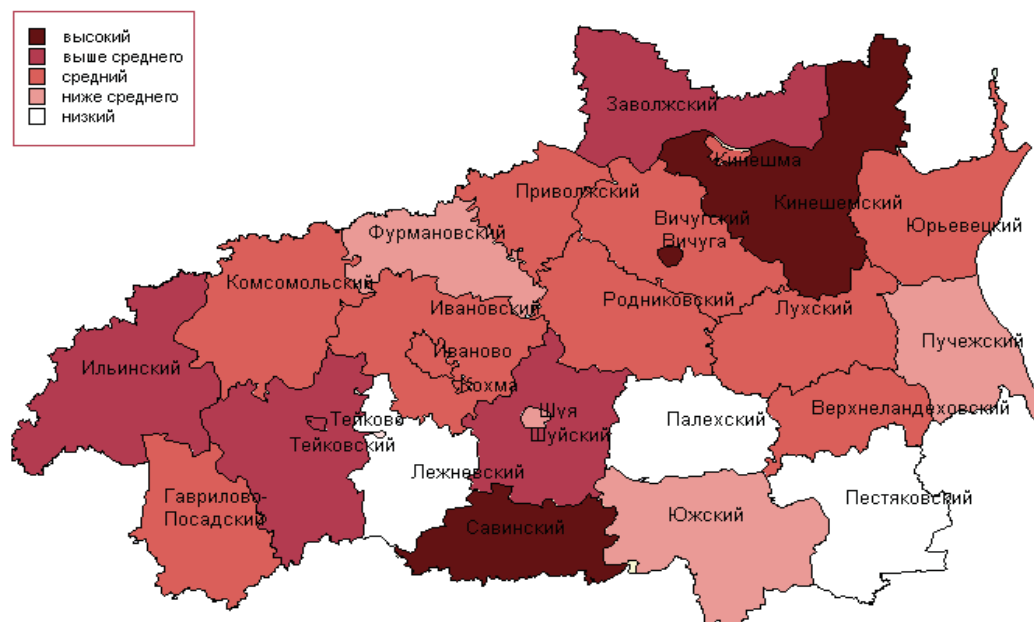 высокий
выше среднего
средний
ниже среднего
низкий
Заволжский
Кинешма
Приволжский
Кинешемский
Вичугский
Вичуга
Юрьевецкий
Фурмановский
Комсомольский
Родниковский
Ивановский
Лухский
Пучежский
Иваново
Ильинский
Кохма
Шуя
Верхнеландеховский
Тейково
Палехский
Шуйский
Тейковский
Лежневский
Гаврилово-
Посадский
Пестяковский
Южский
Савинский